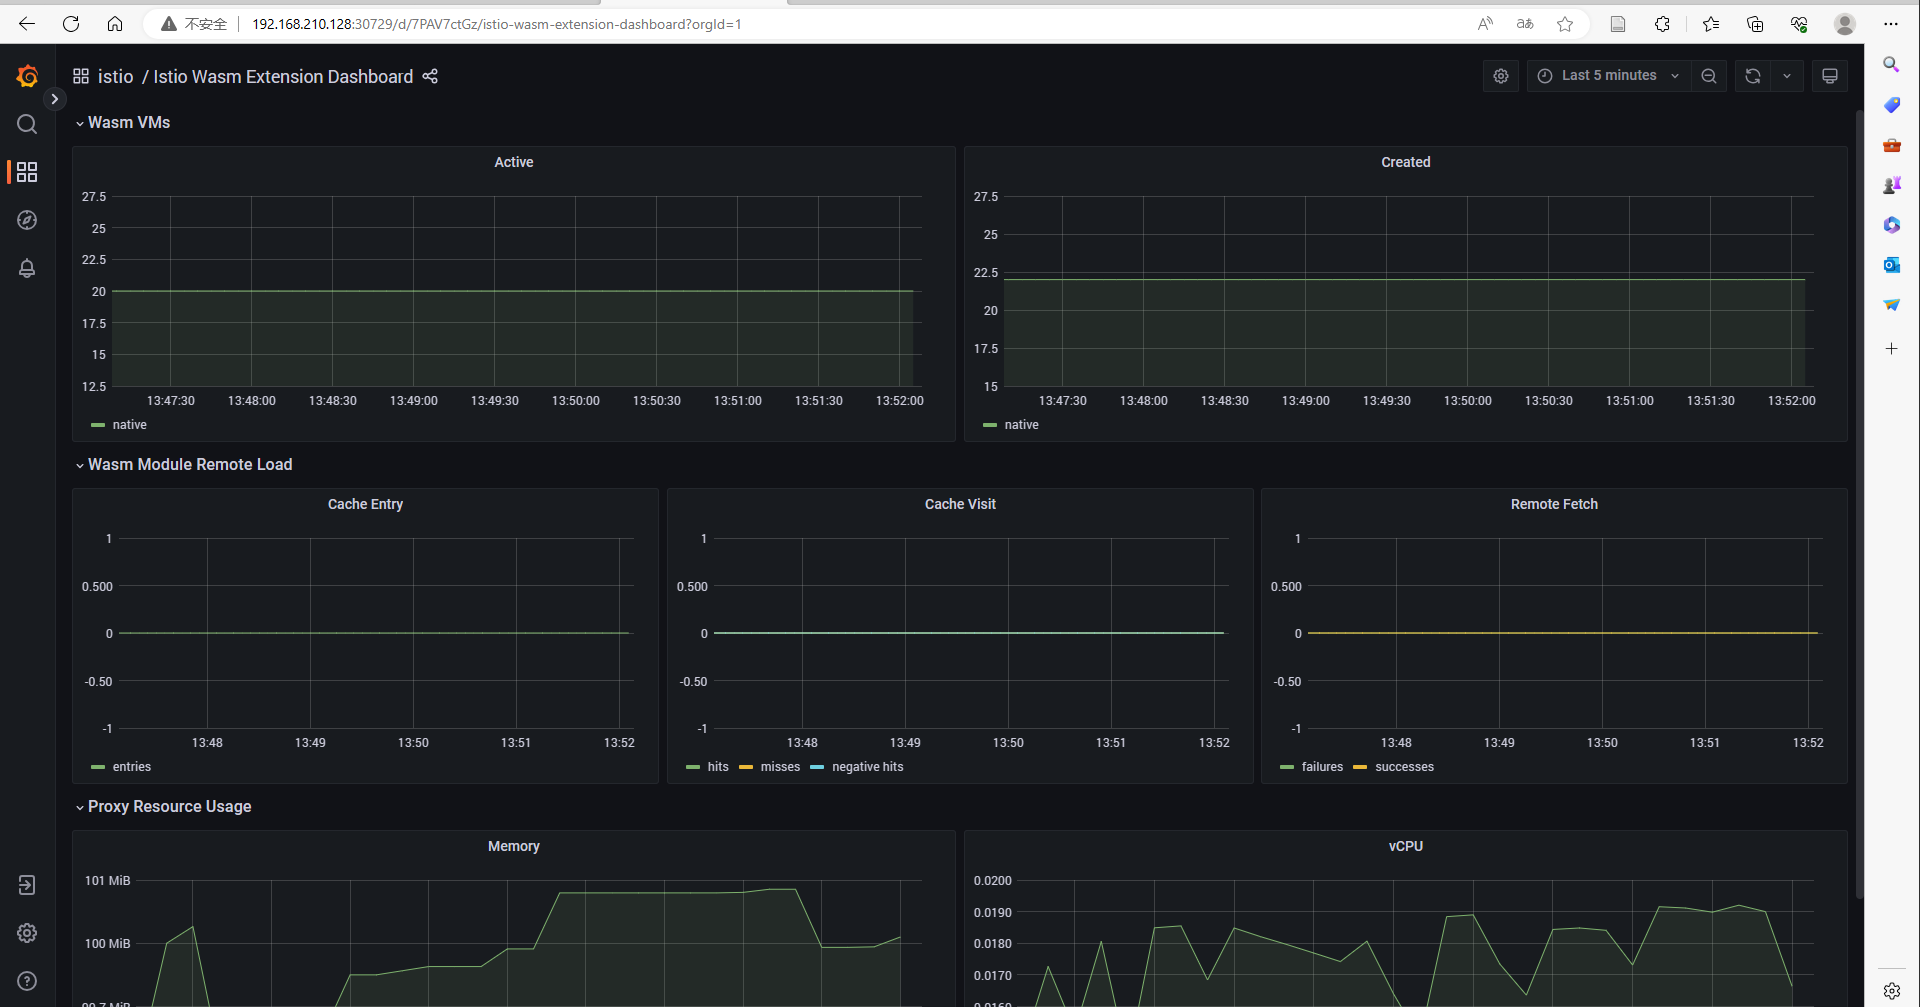 不安全 192.168.210.128:30729/d/7PAV7ctGz/istio-wasm-extension-dashboard?orgId=1
istio / Istio Wasm Extension Dashboard
Last 5 minutes
Wasm VMs
Active
27.5
25
22.5
20
17.5
15
12.5
13:47:30 13:48:00 13:48:30 13:49:00 13:49:30 13:50:00 13:50:30 13:51:00 13:51:30 13:52:00
native
Created
27.5
25
22.5
20
17.5
15
13:47:30 13:48:00 13:48:30 13:49:00 13:49:30 13:50:00 13:50:30 13:51:00 13:51:30 13:52:00
native
Wasm Module Remote Load
Cache Entry
1
0.500
0
-0.50
-1
13:48 13:49 13:50 13:51 13:52
entries
Cache Visit
1
0.500
0
-0.50
-1
13:48 13:49 13:50 13:51 13:52
hits misses negative hits
Remote Fetch
1
0.500
0
-0.50
-1
13:48 13:49 13:50 13:51 13:52
failures successes
Proxy Resource Usage
Memory
101 MiB
100 MiB
vCPU
0.0200
0.0190
0.0180
0.0170